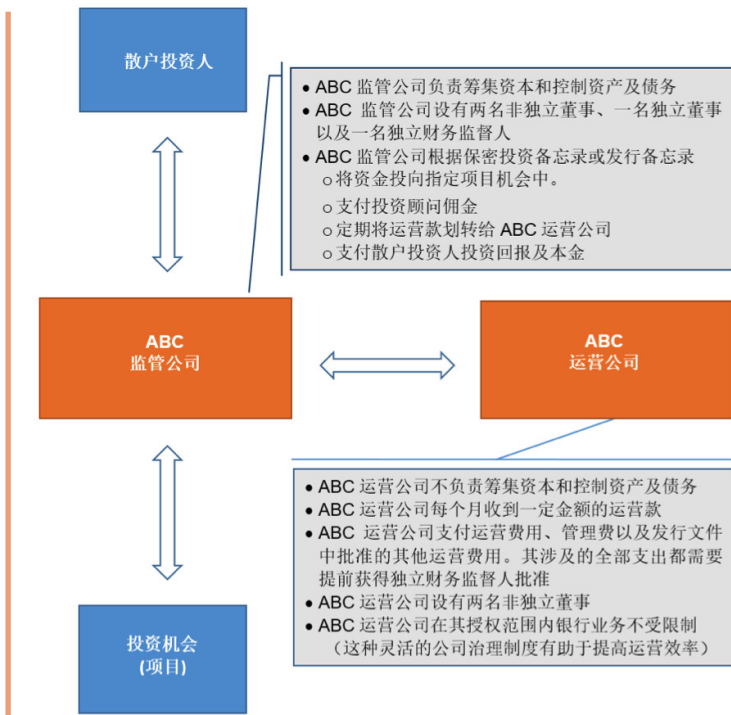 散户投资人
• ABC 监管公司负责筹集资本和控制资产及债务
• ABC 监管公司设有两名非独立董事、一名独立董事
以及一名独立财务监督人
• ABC 监管公司根据保密投资备忘录或发行备忘录
o 将资金投向指定项目机会中。
o 支付投资顾问佣金
o 定期将运营款划转给 ABC 运营公司
o 支付散户投资人投资回报及本金
ABC
监管公司
ABC
运营公司
• ABC 运营公司不负责筹集资本和控制资产及债务
• ABC 运营公司每个月收到一定金额的运营款
• ABC 运营公司支付运营费用、管理费以及发行文件
中批准的其他运营费用。其涉及的全部支出都需要
提前获得独立财务监督人批准
• ABC 运营公司设有两名非独立董事
• ABC 运营公司在其授权范围内银行业务不受限制
（这种灵活的公司治理制度有助于提高运营效率）
投资机会
(项目)